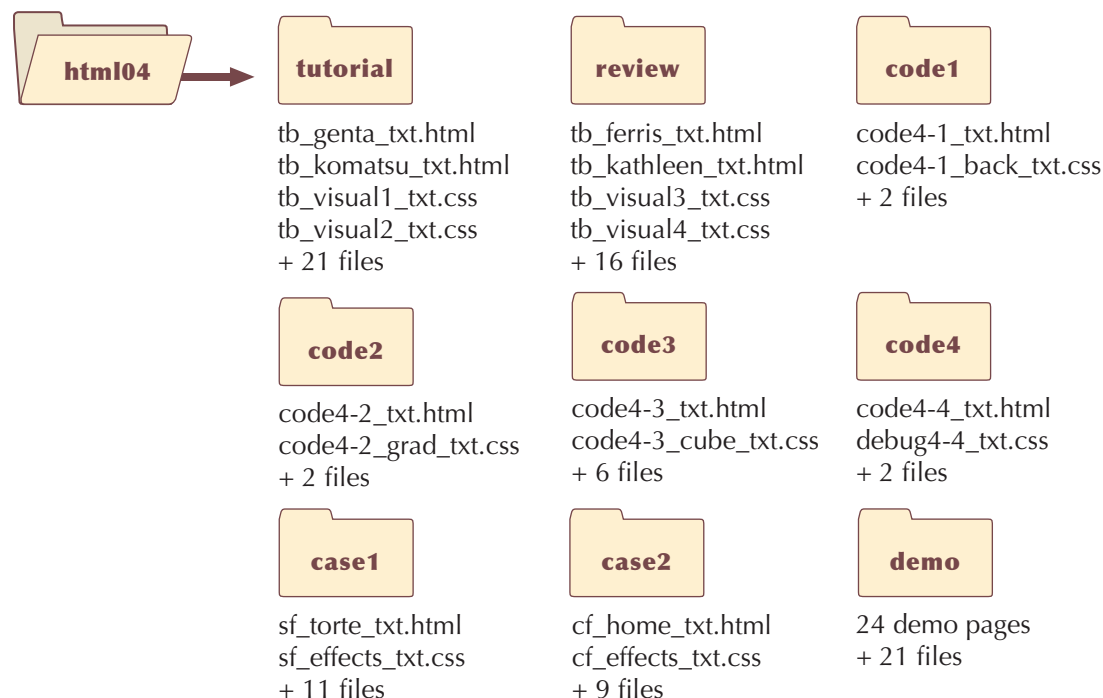 html04
tutorial
tb_genta_txt.html
tb_komatsu_txt.html
tb_visual1_txt.css
tb_visual2_txt.css
+ 21 files
review
tb_ferris_txt.html
tb_kathleen_txt.html
tb_visual3_txt.css
tb_visual4_txt.css
+ 16 files
code1
code4-1_txt.html
code4-1_back_txt.css
+ 2 files
code2
code4-2_txt.html
code4-2_grad_txt.css
+ 2 files
code3
code4-3_txt.html
code4-3_cube_txt.css
+ 6 files
code4
code4-4_txt.html
debug4-4_txt.css
+ 2 files
case1
sf_torte_txt.html
sf_effects_txt.css
+ 11 files
case2
cf_home_txt.html
cf_effects_txt.css
+ 9 files
demo
24 demo pages
+ 21 files